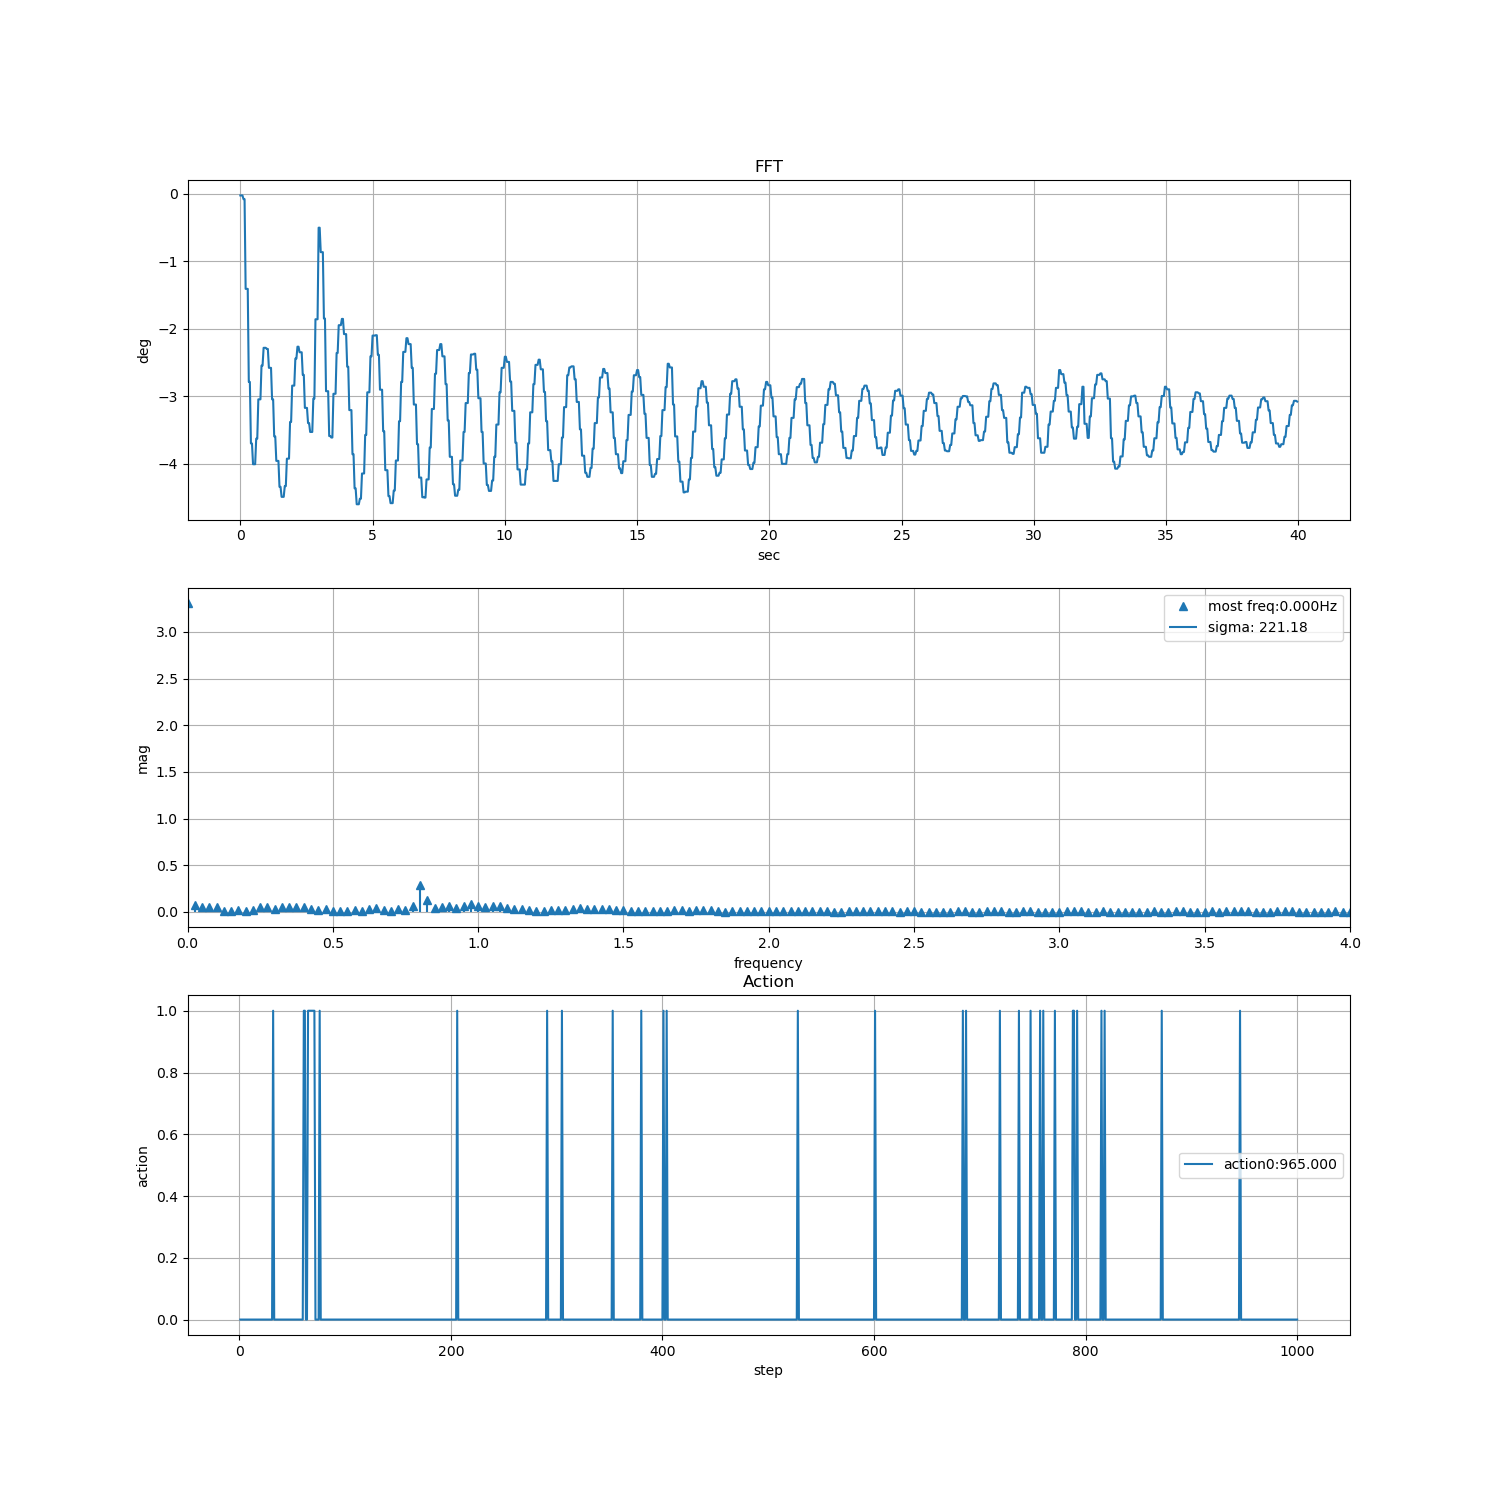 FFT
0
−1
−2
−3
−4
deg
0 5 10 15 20 25 30 35 40
sec
most freq:0.000Hz
sigma: 221.18
3.0
2.5
2.0
1.5
1.0
0.5
0.0
mag
0.0 0.5 1.0 1.5 2.0 2.5 3.0 3.5 4.0
frequency
Action
1.0
0.8
0.6
0.4
0.2
0.0
action
action0:965.000
0 200 400 600 800 1000
step